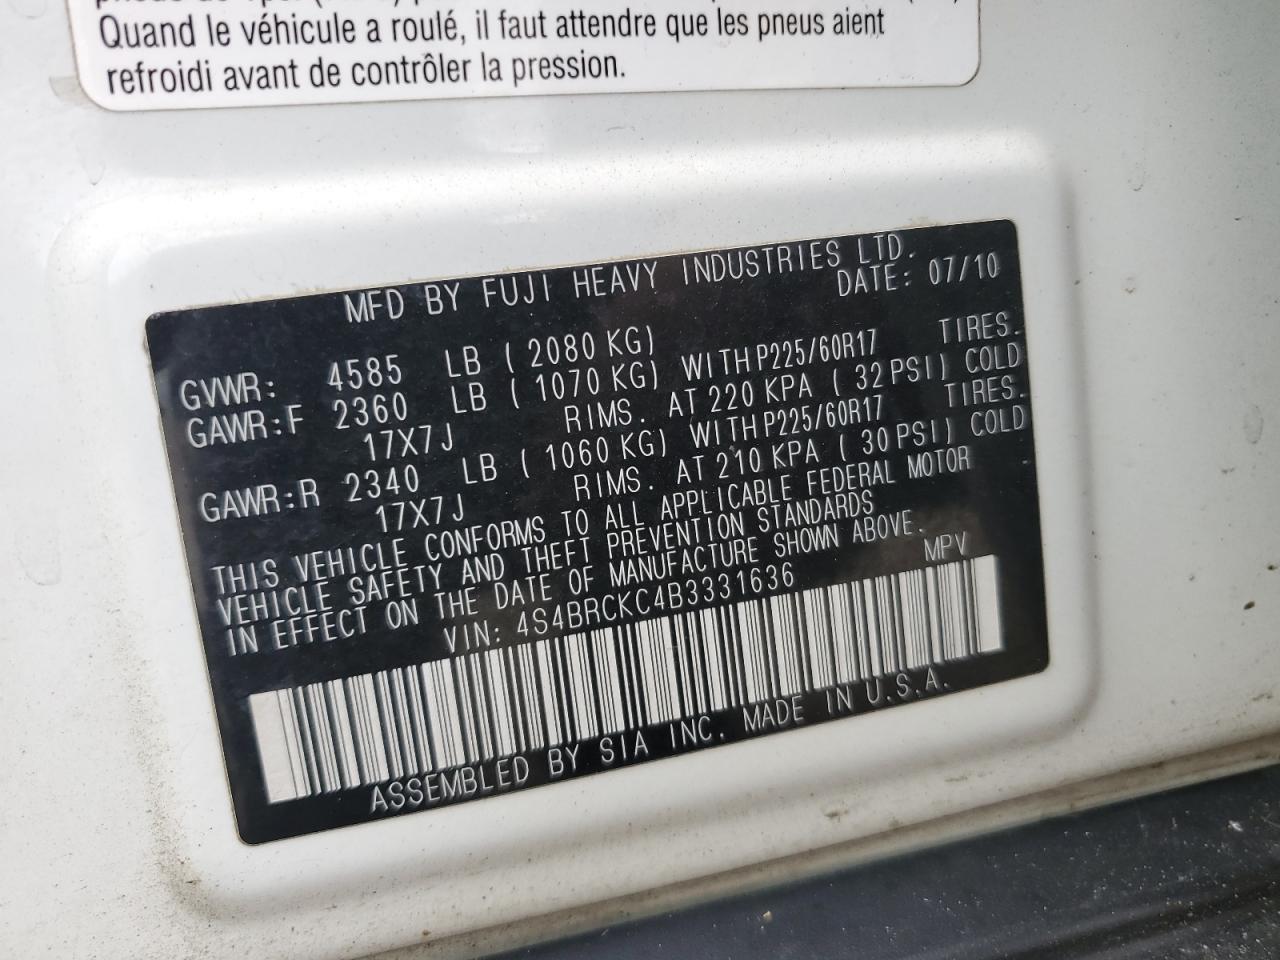 Quand le véhicule a roulé, il faut attendre que les pneus aient
refroidi avant de contrôler la pression.
MFD BY FUJI HEAVY INDUSTRIES LTD.
DATE: 07/10
GVWR: 4585 LB ( 2080 KG)
GAWR:F 2360 LB ( 1070 KG) WITH P225/60R17 TIRES.
17X7J RIMS. AT 220 KPA ( 32 PSI) COLD
GAWR:R 2340 LB ( 1060 KG) WITH P225/60R17 TIRES.
17X7J RIMS. AT 210 KPA ( 30 PSI) COLD
THIS VEHICLE CONFORMS TO ALL APPLICABLE FEDERAL MOTOR
VEHICLE SAFETY AND THEFT PREVENTION STANDARDS
IN EFFECT ON THE DATE OF MANUFACTURE SHOWN ABOVE.
VIN: 4S4BRCKC4B3331636 MPV
ASSEMBLED BY SIA INC. MADE IN U.S.A.